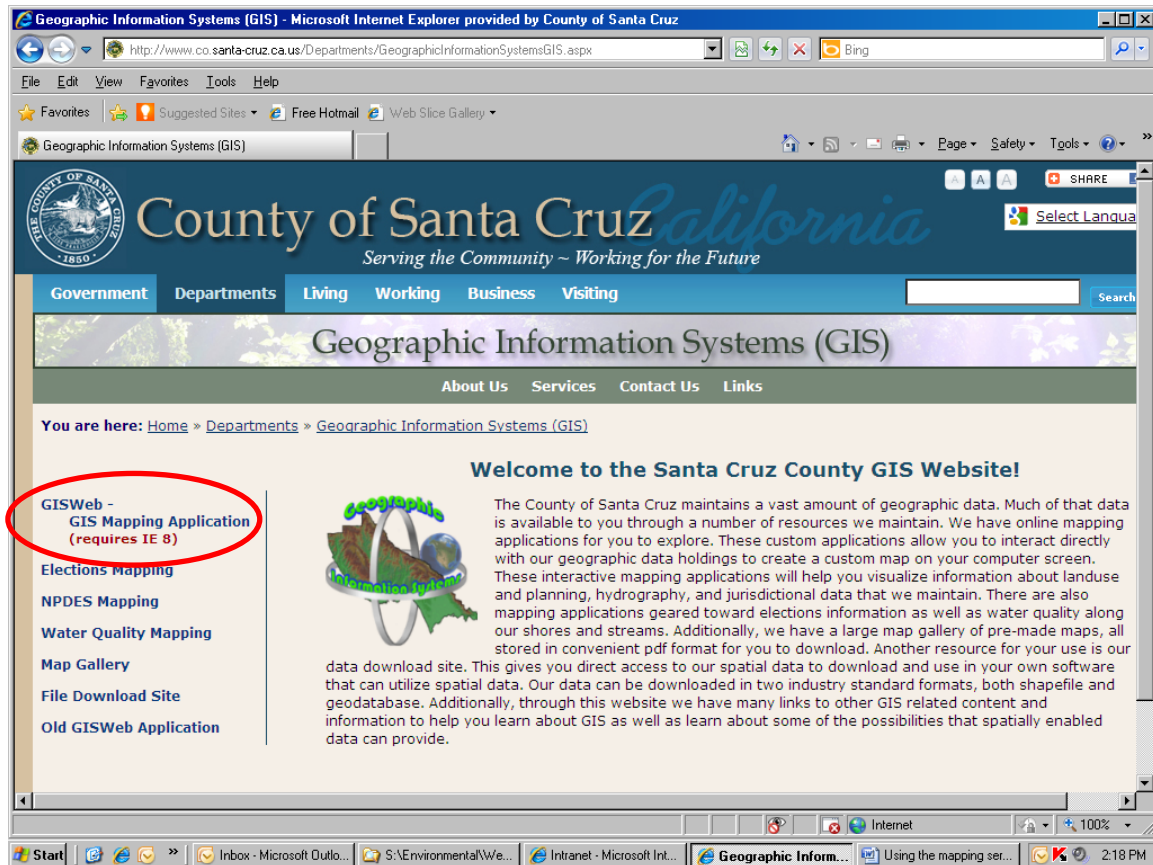 Geographic Information Systems (GIS) - Microsoft Internet Explorer provided by County of Santa Cruz
http://www.co.santa-cruz.ca.us/Departments/GeographicInformationSystemsGIS.aspx
Bing
File Edit View Favorites Tools Help
Favorites Suggested Sites Free Hotmail Web Slice Gallery
Geographic Information Systems (GIS)
Page Safety Tools »
THE COUNTY OF SANTA CRUZ
1850
County of Santa Cruz
California
Serving the Community ~ Working for the Future
A A A
SHARE
Select Langua
Government Departments Living Working Business Visiting
Search
Geographic Information Systems (GIS)
About Us Services Contact Us Links
You are here: Home » Departments » Geographic Information Systems (GIS)
GISWeb -
GIS Mapping Application
(requires IE 8)
Elections Mapping
NPDES Mapping
Water Quality Mapping
Map Gallery
File Download Site
Old GISWeb Application
Welcome to the Santa Cruz County GIS Website!
Geographic
Information Systems
The County of Santa Cruz maintains a vast amount of geographic data. Much of that data
is available to you through a number of resources we maintain. We have online mapping
applications for you to explore. These custom applications allow you to interact directly
with our geographic data holdings to create a custom map on your computer screen.
These interactive mapping applications will help you visualize information about landuse
and planning, hydrography, and jurisdictional data that we maintain. There are also
mapping applications geared toward elections information as well as water quality along
our shores and streams. Additionally, we have a large map gallery of pre-made maps, all
stored in convenient pdf format for you to download. Another resource for your use is our
data download site. This gives you direct access to our spatial data to download and use in your own software
that can utilize spatial data. Our data can be downloaded in two industry standard formats, both shapefile and
geodatabase. Additionally, through this website we have many links to other GIS related content and
information to help you learn about GIS as well as learn about some of the possibilities that spatially enabled
data can provide.
Internet 100%
Start » Inbox - Microsoft Outlo... S:\Environmental\We... Intranet - Microsoft Int... Geographic Inform... Using the mapping ser... 2:18 PM